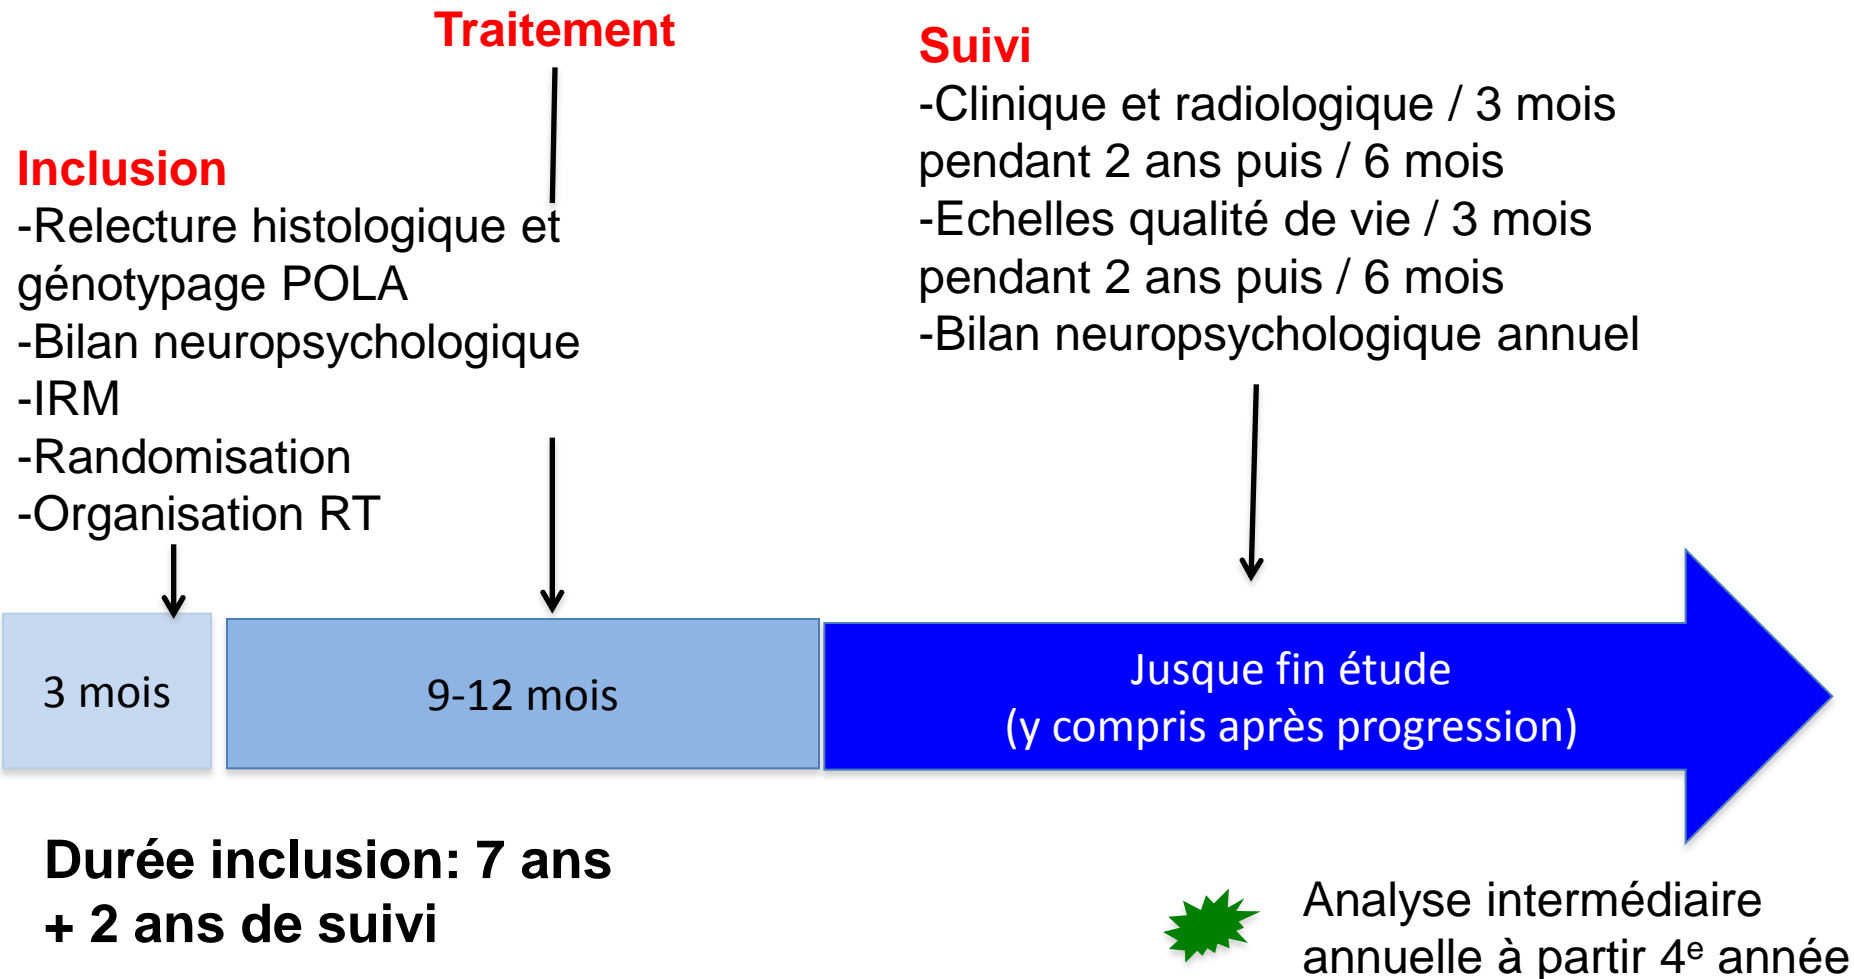 Traitement
Suivi
-Clinique et radiologique / 3 mois
pendant 2 ans puis / 6 mois
-Echelles qualité de vie / 3 mois
pendant 2 ans puis / 6 mois
-Bilan neuropsychologique annuel
Inclusion
-Relecture histologique et
génotypage POLA
-Bilan neuropsychologique
-IRM
-Randomisation
-Organisation RT
3 mois
9-12 mois
Jusque fin étude
(y compris après progression)
Durée inclusion: 7 ans
+ 2 ans de suivi
Analyse intermédiaire
annuelle à partir 4e année